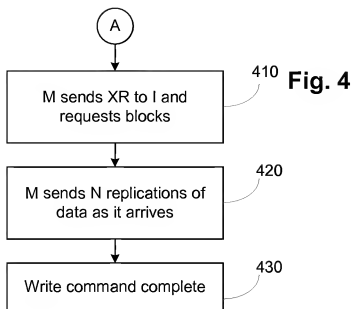 A
410
Fig. 4
M sends XR to I and
requests blocks
420
M sends N replications of
data as it arrives
430
Write command complete